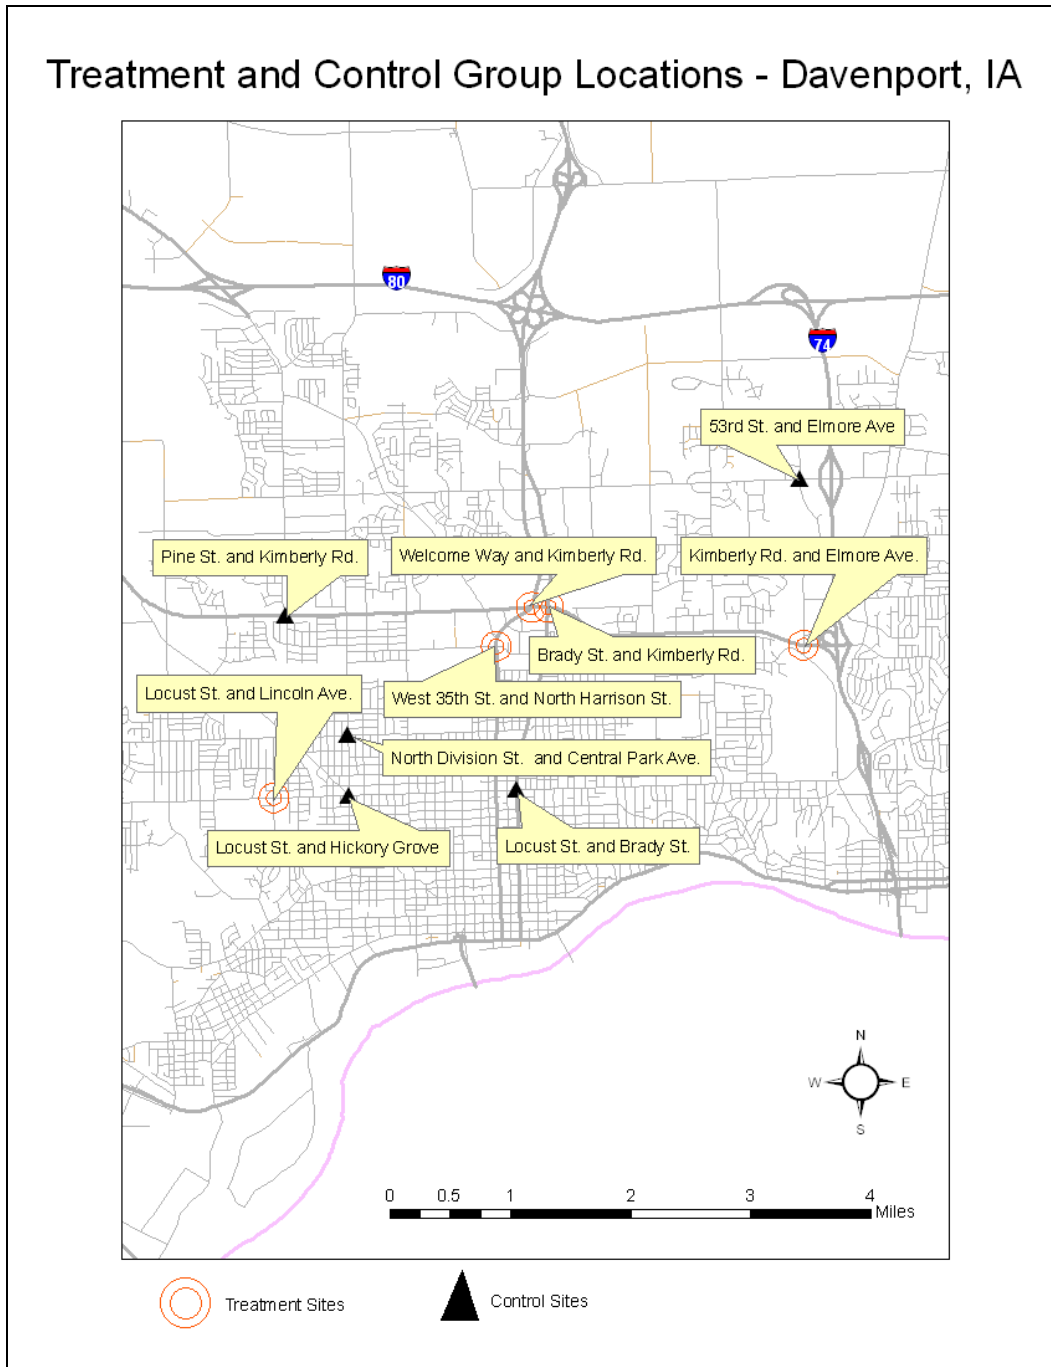 Treatment and Control Group Locations - Davenport, IA
80
74
53rd St. and Elmore Ave
Pine St. and Kimberly Rd.
Welcome Way and Kimberly Rd.
Kimberly Rd. and Elmore Ave.
Brady St. and Kimberly Rd.
Locust St. and Lincoln Ave.
West 35th St. and North Harrison St.
North Division St. and Central Park Ave.
Locust St. and Hickory Grove
Locust St. and Brady St.
N
W E
S
0 0.5 1 2 3 4
Miles
Treatment Sites
Control Sites